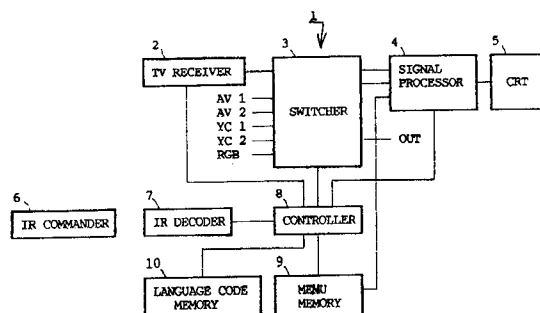 1
2
TV RECEIVER
3
SWITCHER
4
SIGNAL
PROCESSOR
5
CRT
AV 1
AV 2
YC 1
YC 2
RGB
OUT
6
IR COMMANDER
7
IR DECODER
8
CONTROLLER
10
LANGUAGE CODE
MEMORY
9
MENU
MEMORY